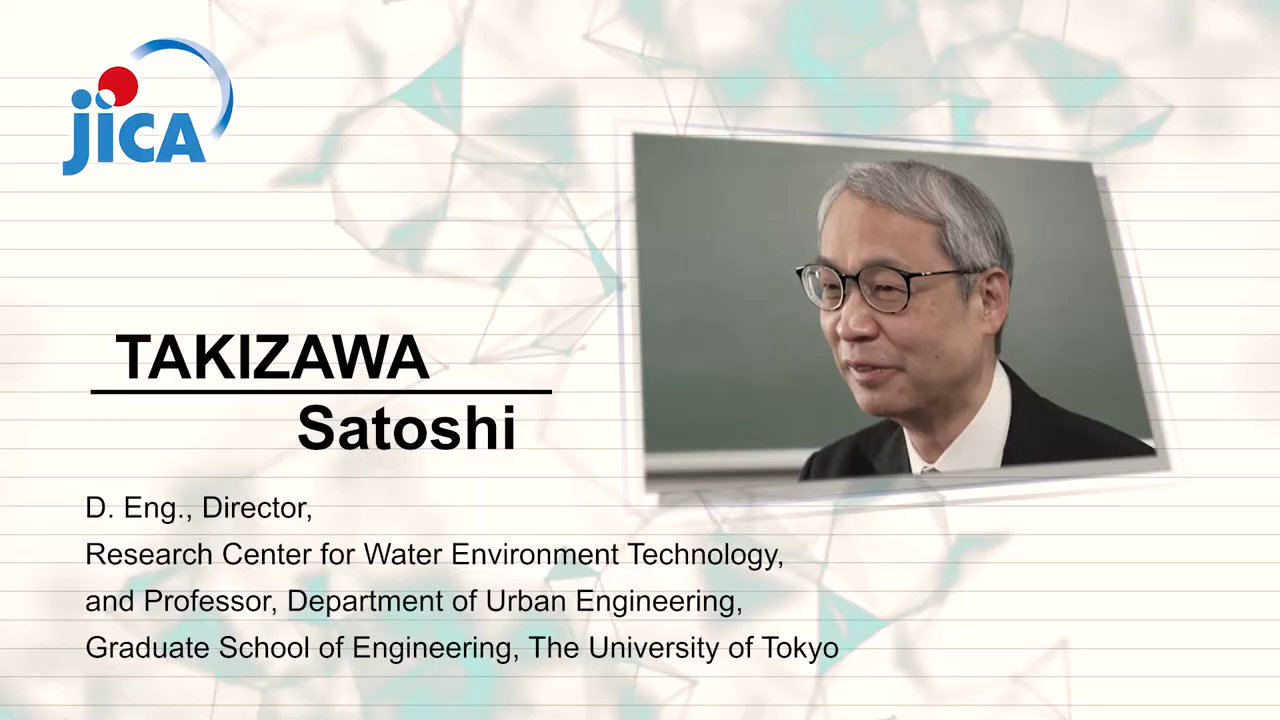 jICA
TAKIZAWA
Satoshi
D. Eng., Director,
Research Center for Water Environment Technology,
and Professor, Department of Urban Engineering,
Graduate School of Engineering, The University of Tokyo